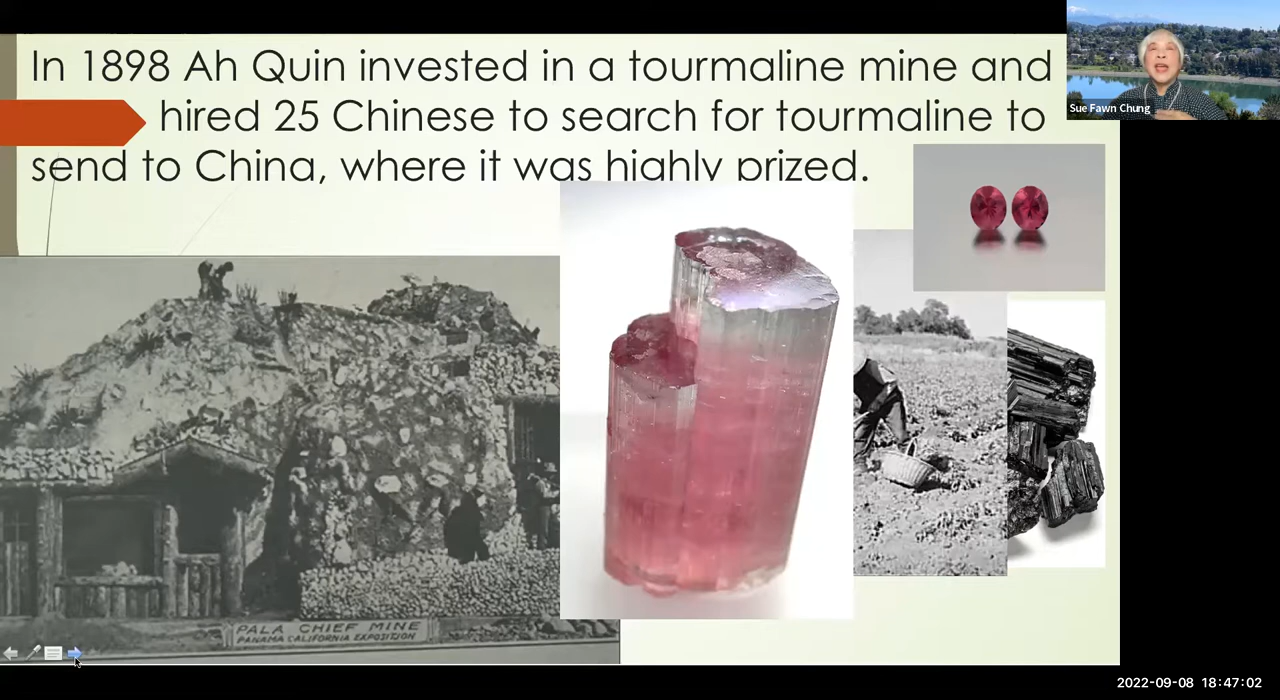 In 1898 Ah Quin invested in a tourmaline mine and
hired 25 Chinese to search for tourmaline to
send to China, where it was highly prized.
Sue Fawn Chung
PALA CHIEF MINE
PANAMA CALIFORNIA EXPOSITION
2022-09-08 18:47:02